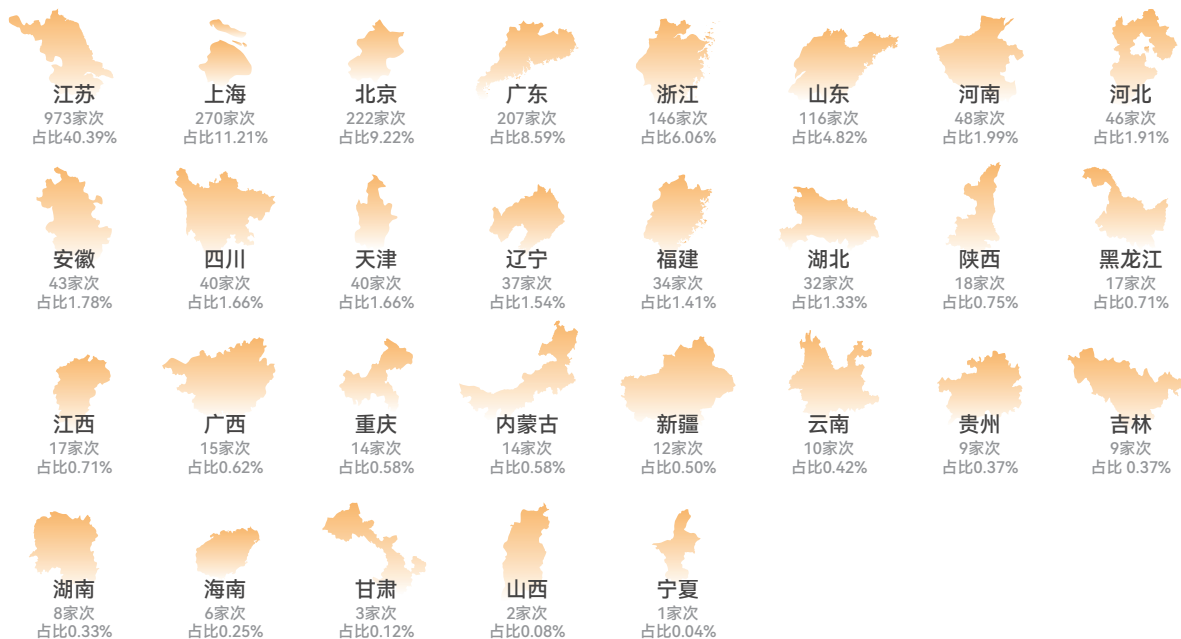 江苏
973家次
占比40.39%
上海
270家次
占比11.21%
北京
222家次
占比9.22%
广东
207家次
占比8.59%
浙江
146家次
占比6.06%
山东
116家次
占比4.82%
河南
48家次
占比1.99%
河北
46家次
占比1.91%
安徽
43家次
占比1.78%
四川
40家次
占比1.66%
天津
40家次
占比1.66%
辽宁
37家次
占比1.54%
福建
34家次
占比1.41%
湖北
32家次
占比1.33%
陕西
18家次
占比0.75%
黑龙江
17家次
占比0.71%
江西
17家次
占比0.71%
广西
15家次
占比0.62%
重庆
14家次
占比0.58%
内蒙古
14家次
占比0.58%
新疆
12家次
占比0.50%
云南
10家次
占比0.42%
贵州
9家次
占比0.37%
吉林
9家次
占比 0.37%
湖南
8家次
占比0.33%
海南
6家次
占比0.25%
甘肃
3家次
占比0.12%
山西
2家次
占比0.08%
宁夏
1家次
占比0.04%